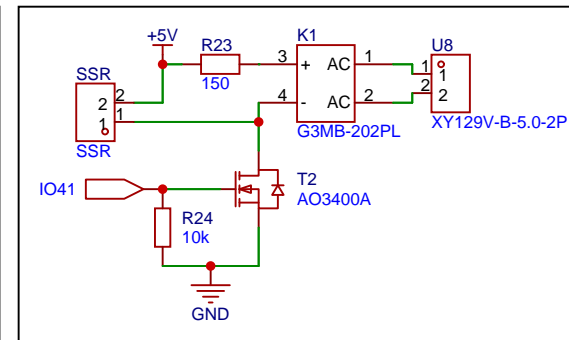 K1
+5V
R23
U8
SSR
3
+
AC
1
1
150
1
2
2
2
4
-
AC
2
2
1
XY129V-B-5.0-2P
SSR
G3MB-202PL
IO41
T2
AO3400A
R24
10k
GND